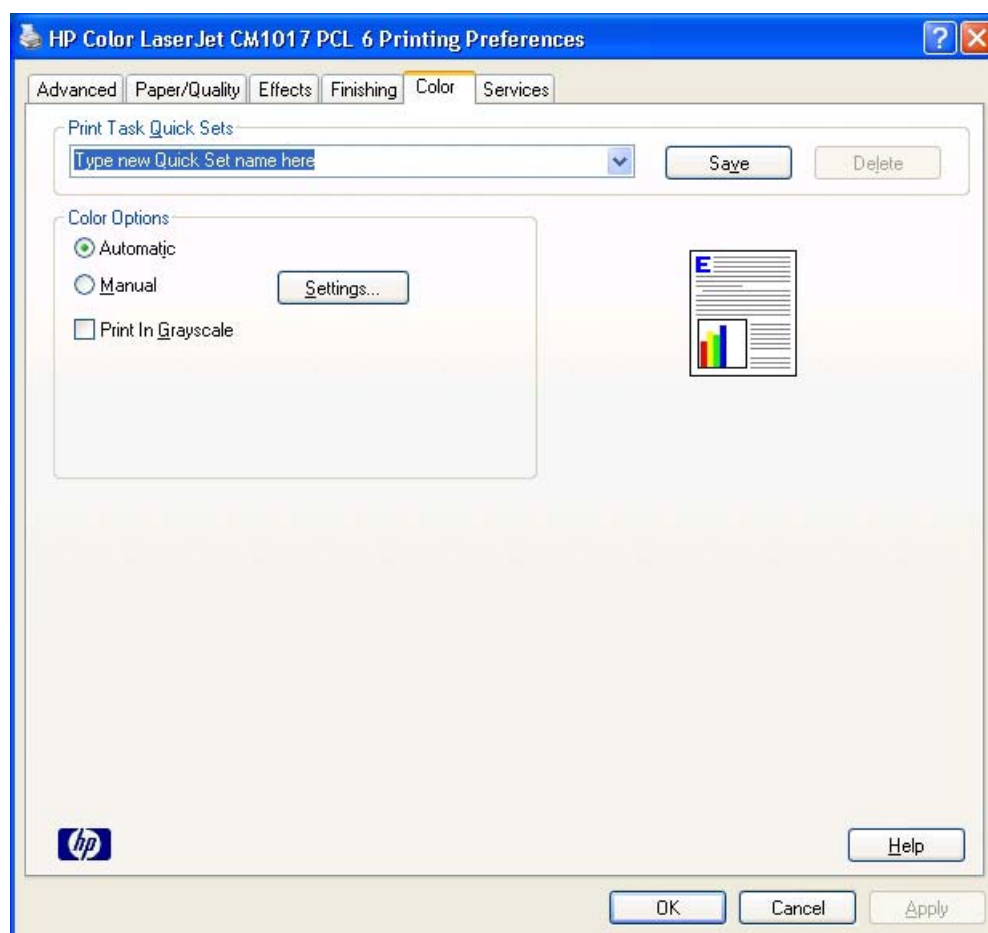 HP Color LaserJet CM1017 PCL 6 Printing Preferences
Advanced Paper/Quality Effects Finishing Color Services
Print Task Quick Sets
Type new Quick Set name here Save Delete
Color Options
Automatic
Manual Settings...
Print In Grayscale
E
hp Help
OK Cancel Apply